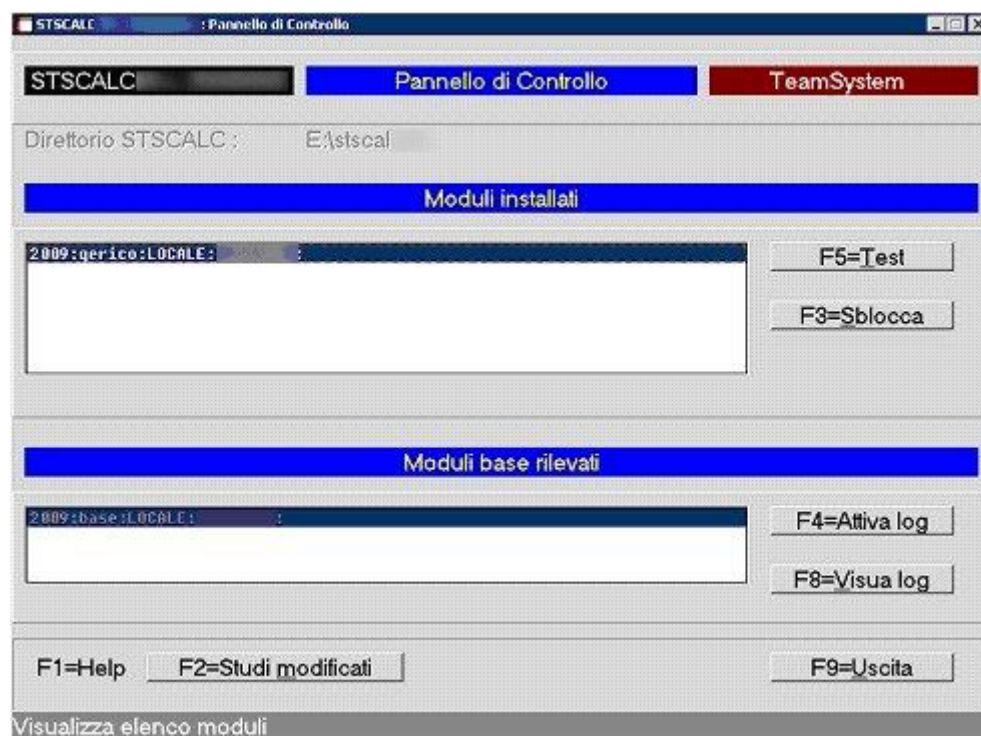 STSCALC : Pannello di Controllo
STSCALC Pannello di Controllo TeamSystem
Direttorio STSCALC : E:\stscal
Moduli installati
2009:gerico:LOCALE: :
F5=Test
F3=Sblocca
Moduli base rilevati
2009:base:LOCALE: :
F4=Attiva log
F8=Visua log
F1=Help F2=Studi modificati F9=Uscita
Visualizza elenco moduli